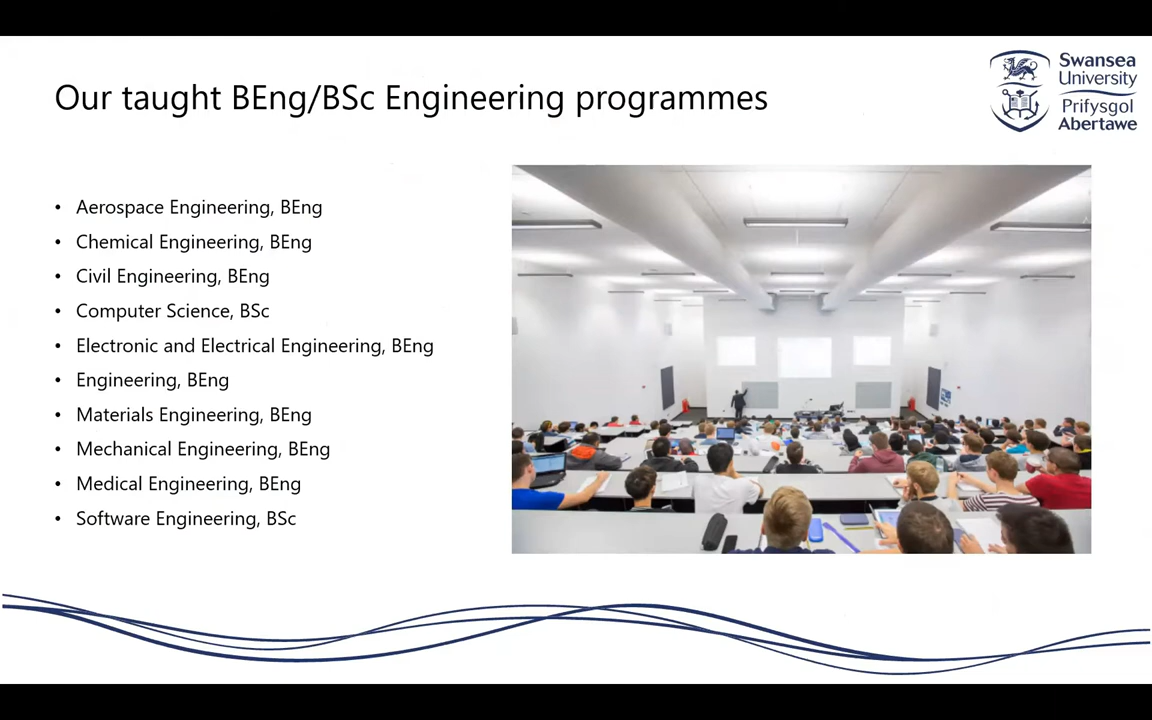 Our taught BEng/BSc Engineering programmes
Swansea
University
Prifysgol
Abertawe
• Aerospace Engineering, BEng
• Chemical Engineering, BEng
• Civil Engineering, BEng
• Computer Science, BSc
• Electronic and Electrical Engineering, BEng
• Engineering, BEng
• Materials Engineering, BEng
• Mechanical Engineering, BEng
• Medical Engineering, BEng
• Software Engineering, BSc